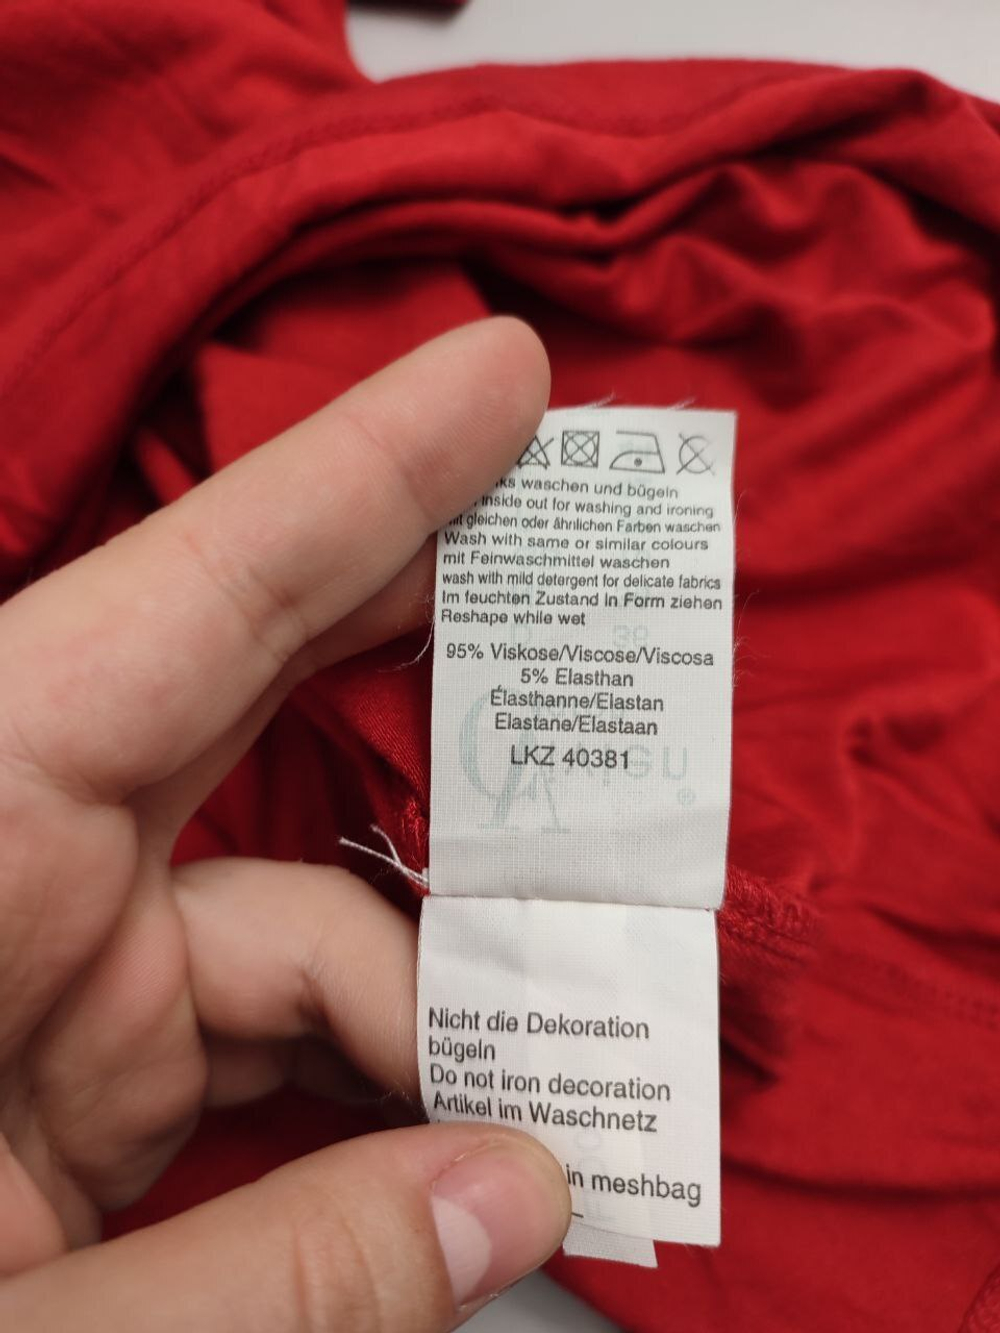 waschen und bügeln
inside out for washing and ironing
gleichen oder ähnlichen Farben waschen
Wash with same or similar colours
mit Feinwaschmittel waschen
wash with mild detergent for delicate fabrics
Im feuchten Zustand in Form ziehen
Reshape while wet
38
95% Viskose/Viscose/Viscosa
5% Elasthan
Élasthanne/Elastan
Elastane/Elastaan
LKZ 40381
Nicht die Dekoration
bügeln
Do not iron decoration
Artikel im Waschnetz
in meshbag